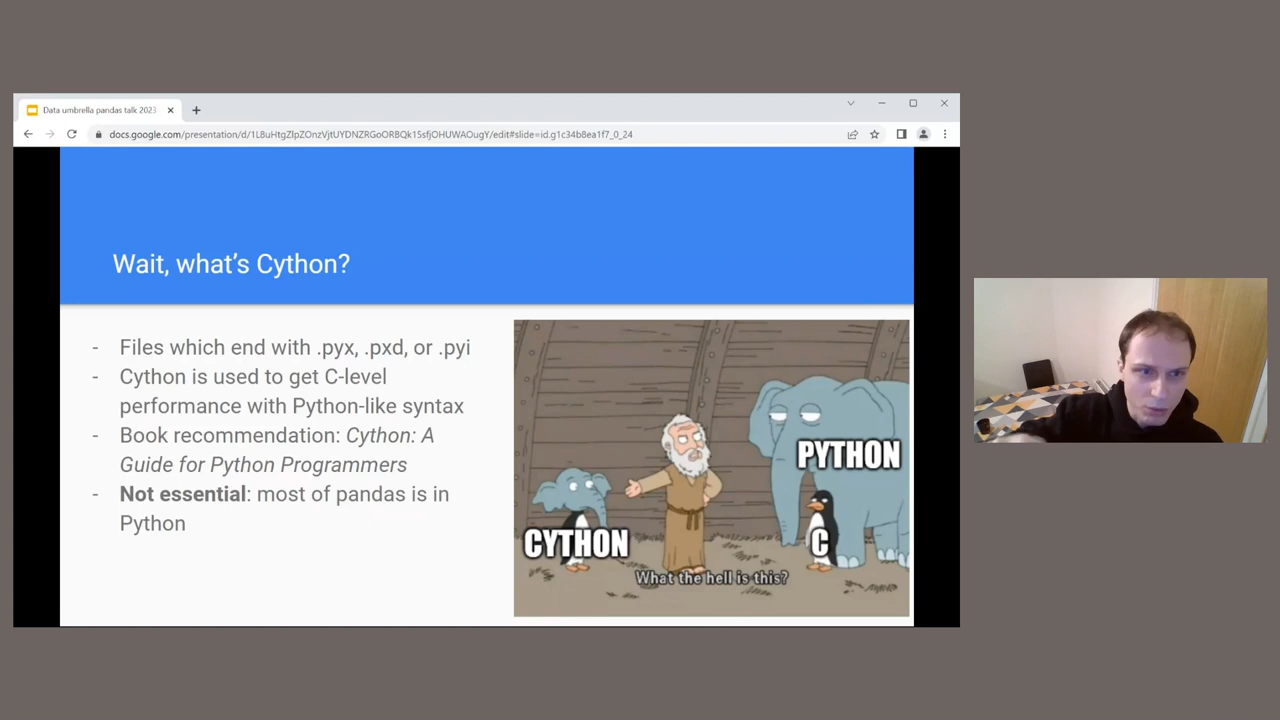 Data umbrella pandas talk 2023
docs.google.com/presentation/d/1L8uHtgZlpZOnzVjtUYDNZRGoORBQk15sfjOHUWAOugY/edit#slide=id.g1c34b8ea1f7_0_24
Wait, what's Cython?
- Files which end with .pyx, .pxd, or .pyi
- Cython is used to get C-level
performance with Python-like syntax
- Book recommendation: Cython: A
Guide for Python Programmers
- Not essential: most of pandas is in
Python
PYTHON
CYTHON
C
What the hell is this?